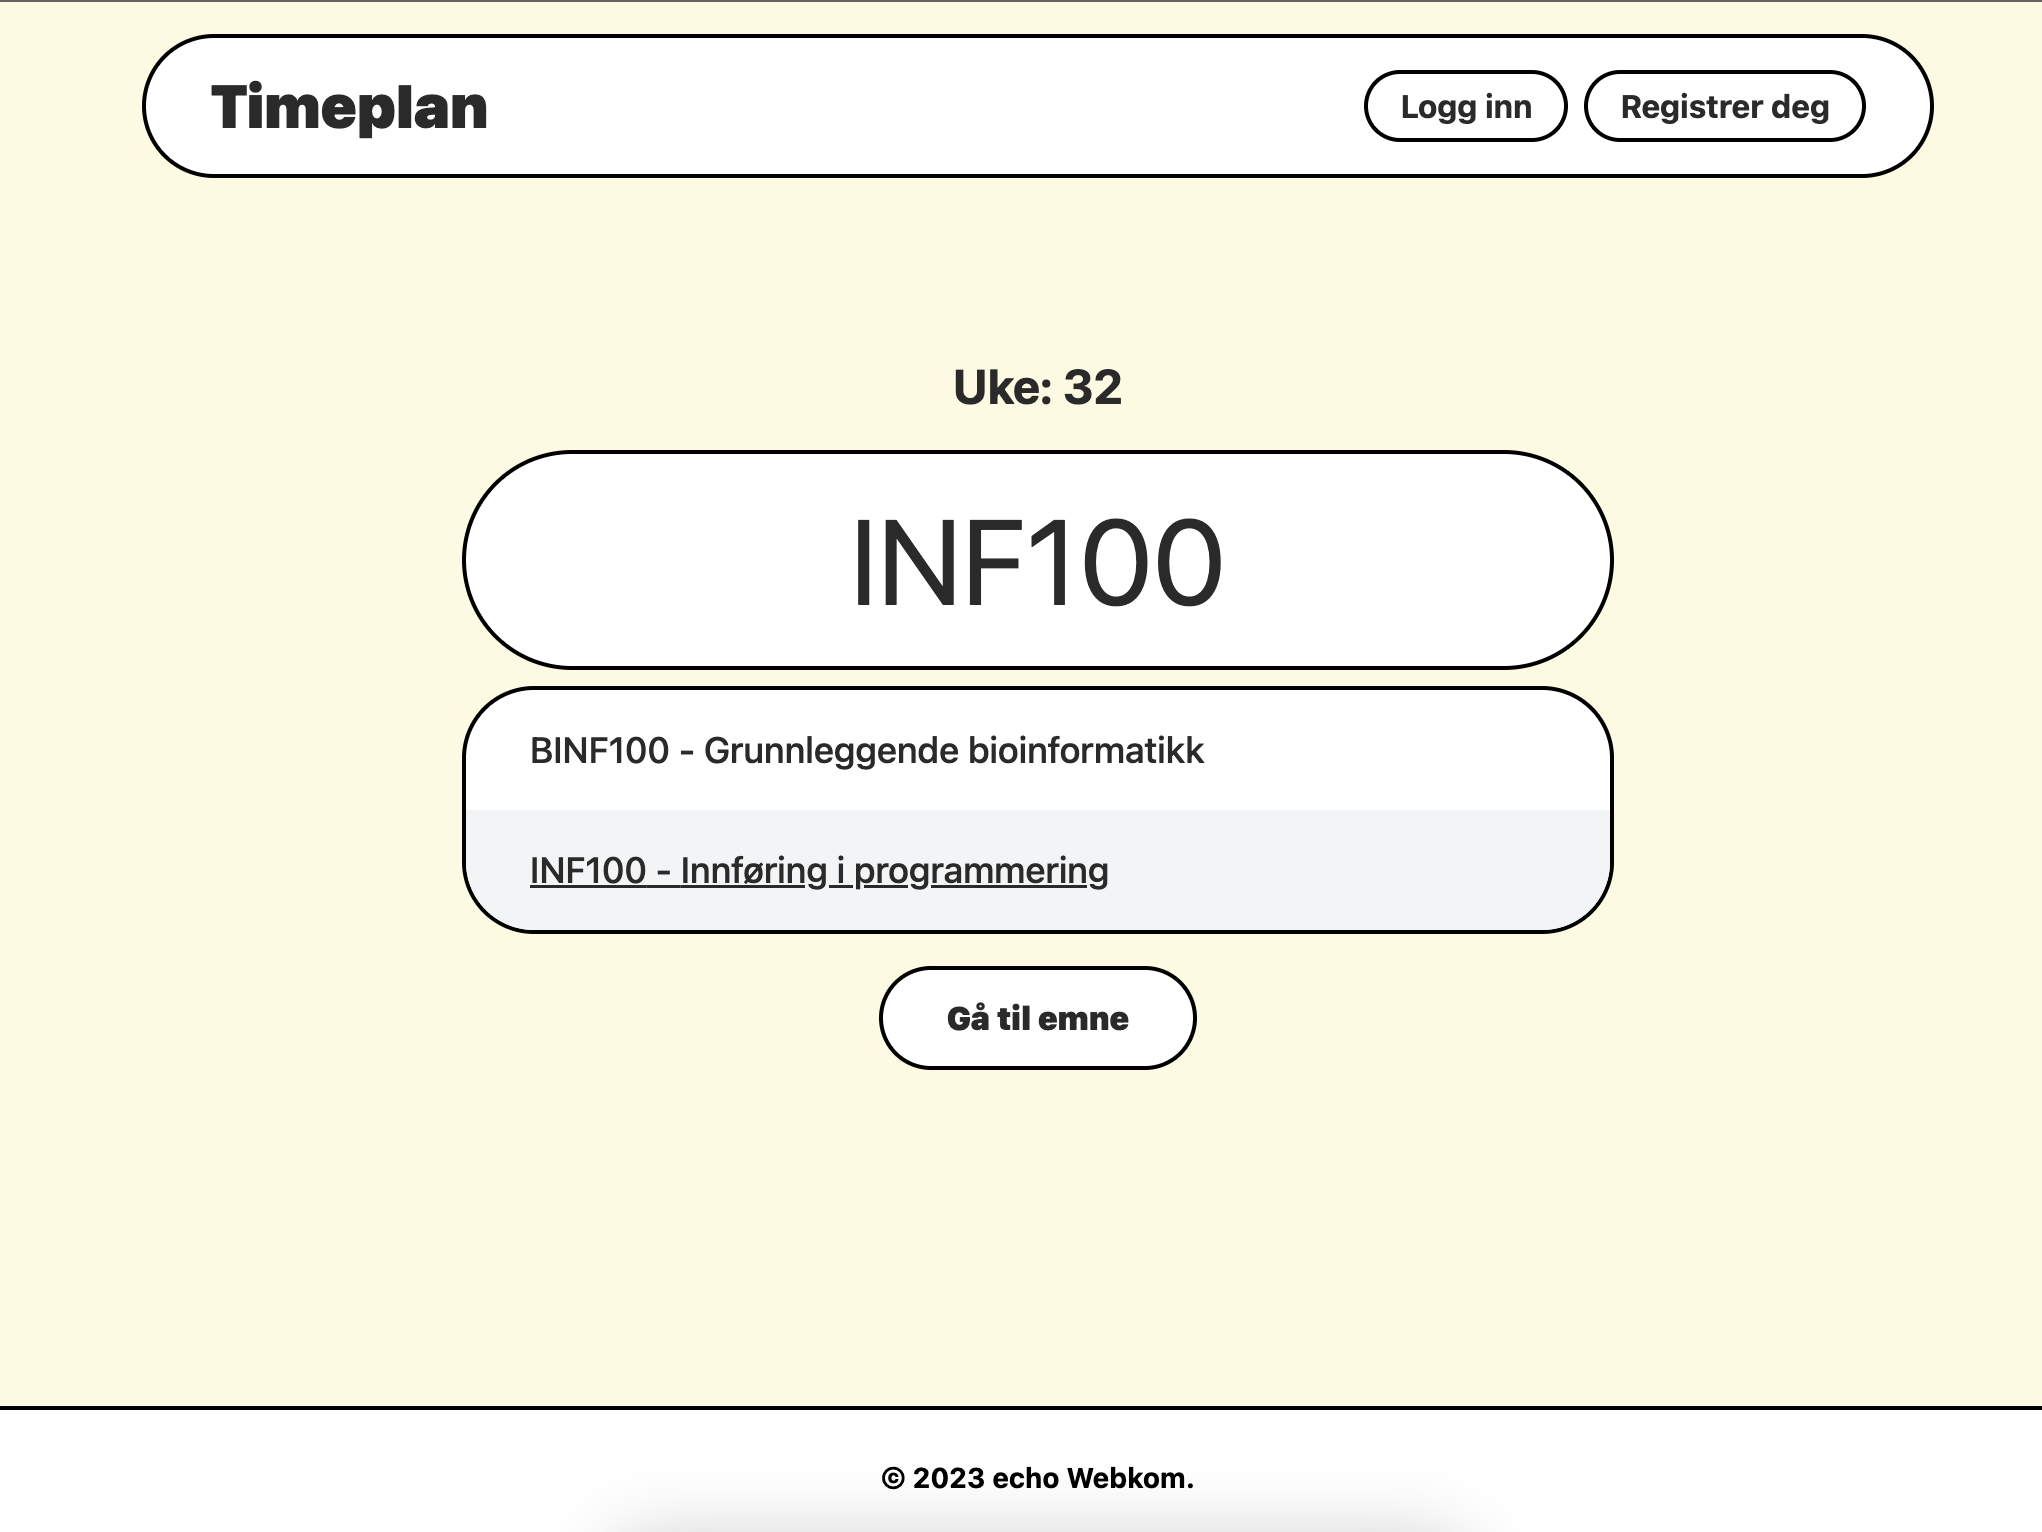 Timeplan
Logg inn
Registrer deg
Uke: 32
INF100
BINF100 - Grunnleggende bioinformatikk
INF100 - Innføring i programmering
Gå til emne
© 2023 echo Webkom.